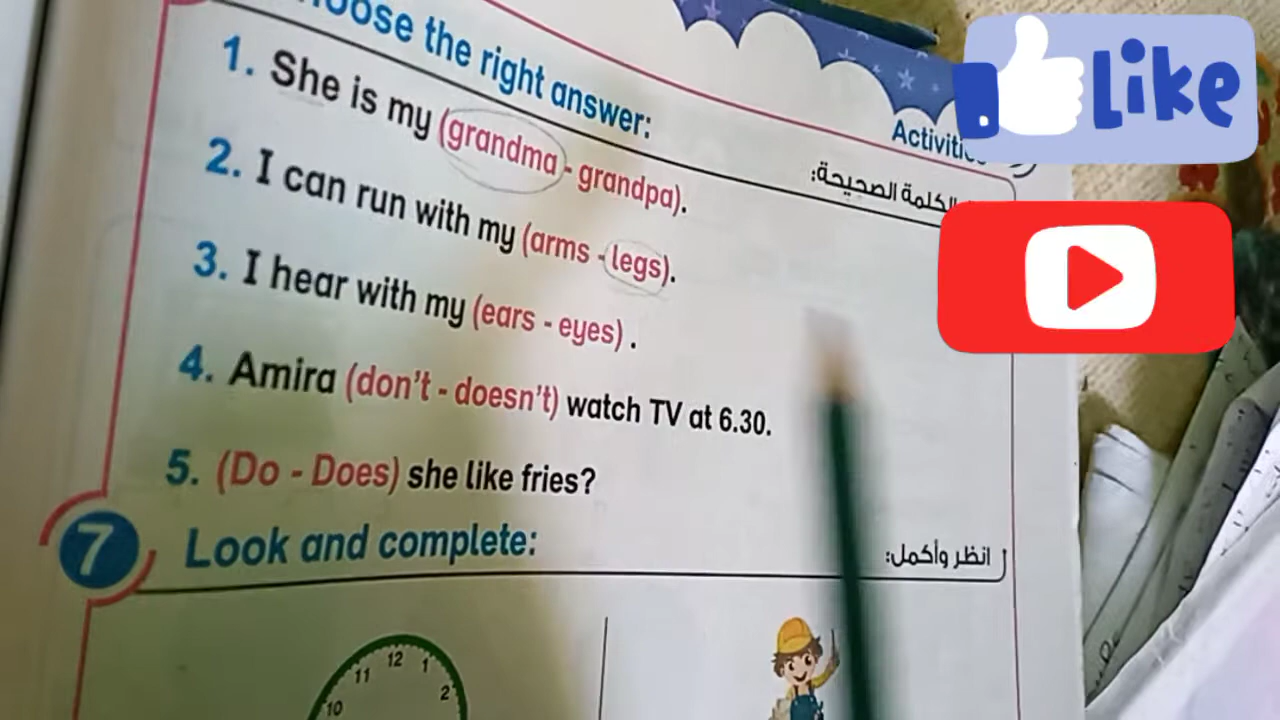 the right answer:
Activities
الكلمة الصحيحة:
1. She is my (grandma - grandpa).
2. I can run with my (arms - legs).
3. I hear with my (ears - eyes) .
4. Amira (don't - doesn't) watch TV at 6.30.
5. (Do - Does) she like fries?
7 Look and complete:
انظر وأكمل:
10 11 12 1 2
Like